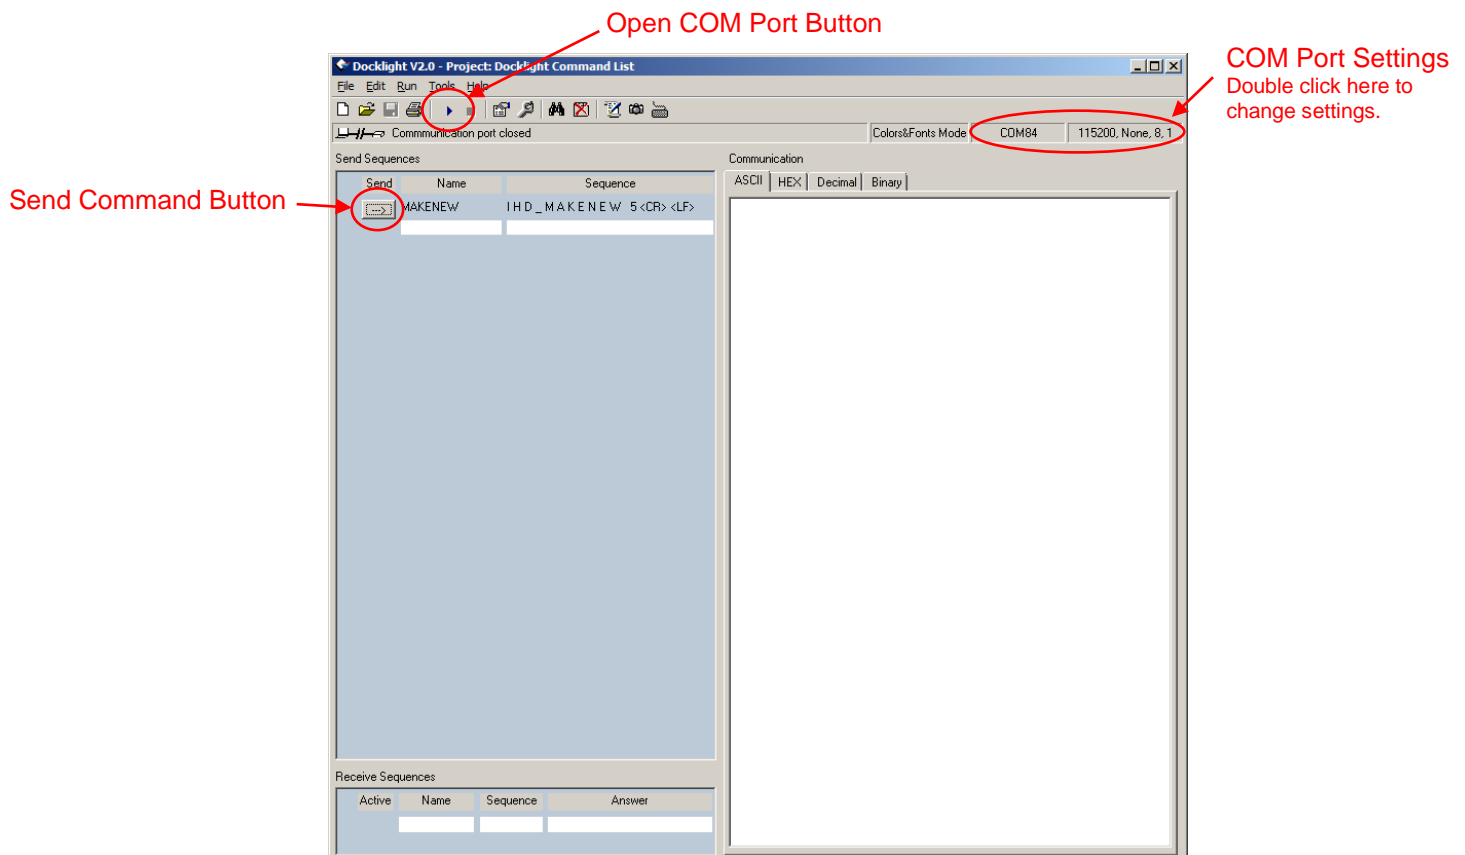 Open COM Port Button
COM Port Settings
Double click here to
change settings.
Docklight V2.0 - Project: Docklight Command List
File Edit Run Tools Help
Commmunication port closed
Colors&Fonts Mode
COM84
115200, None, 8, 1
Send Sequences
Communication
Send Name Sequence
ASCII HEX Decimal Binary
Send Command Button
---> MAKENEW IHD_MAKENEW 5<CR><LF>
Receive Sequences
Active Name Sequence Answer